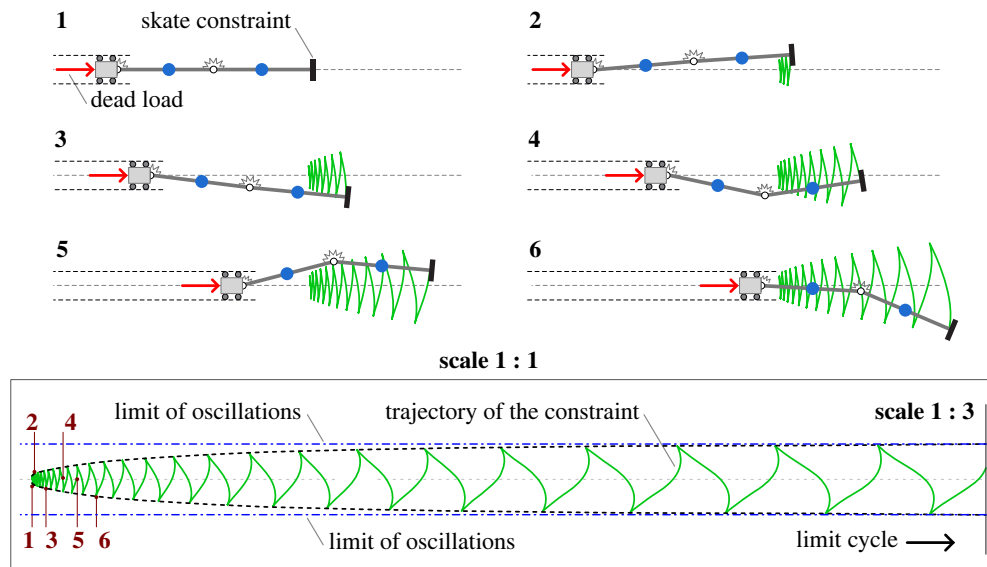 1
skate constraint
dead load
2
3
4
5
6
scale 1 : 1
limit of oscillations
trajectory of the constraint
scale 1 : 3
2
4
1
3
5
6
limit of oscillations
limit cycle